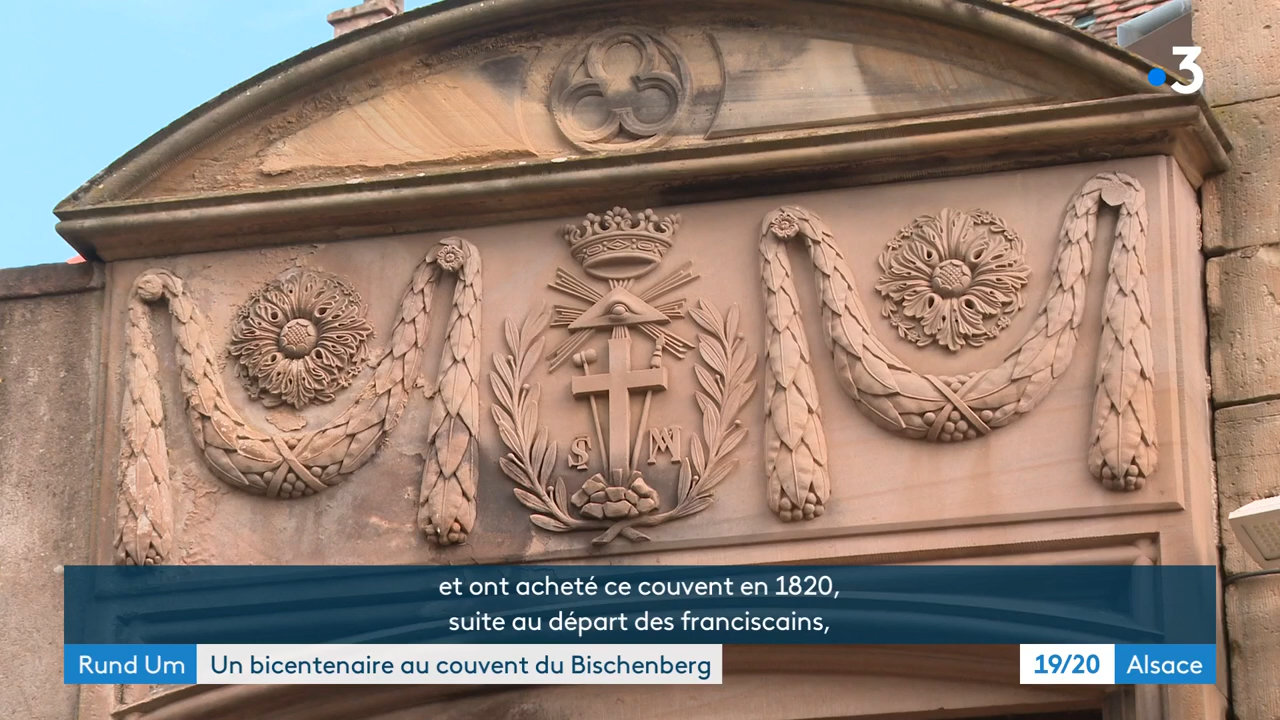 3
S M
et ont acheté ce couvent en 1820,
suite au départ des franciscains,
Rund Um Un bicentenaire au couvent du Bischenberg 19/20 Alsace